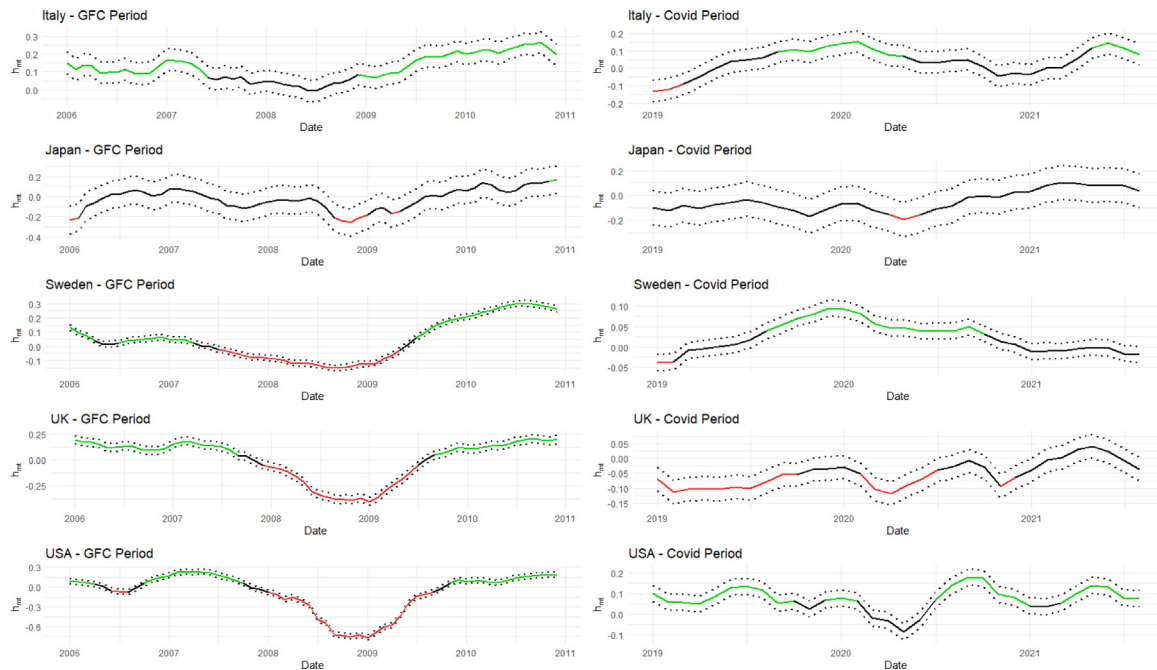 Italy - GFC Period
0.3
0.2
0.1
0.0
h_mt
2006 2007 2008 2009 2010 2011
Date
Italy - Covid Period
0.2
0.1
0.0
-0.1
-0.2
h_mt
2019 2020 2021
Date
Japan - GFC Period
0.2
0.0
-0.2
-0.4
h_mt
2006 2007 2008 2009 2010 2011
Date
Japan - Covid Period
0.2
0.0
-0.2
h_mt
2019 2020 2021
Date
Sweden - GFC Period
0.3
0.2
0.1
0.0
-0.1
h_mt
2006 2007 2008 2009 2010 2011
Date
Sweden - Covid Period
0.10
0.05
0.00
-0.05
h_mt
2019 2020 2021
Date
UK - GFC Period
0.25
0.00
-0.25
h_mt
2006 2007 2008 2009 2010 2011
Date
UK - Covid Period
0.05
0.00
-0.05
-0.10
-0.15
h_mt
2019 2020 2021
Date
USA - GFC Period
0.3
0.0
-0.3
-0.6
h_mt
2006 2007 2008 2009 2010 2011
Date
USA - Covid Period
0.2
0.1
0.0
-0.1
h_mt
2019 2020 2021
Date